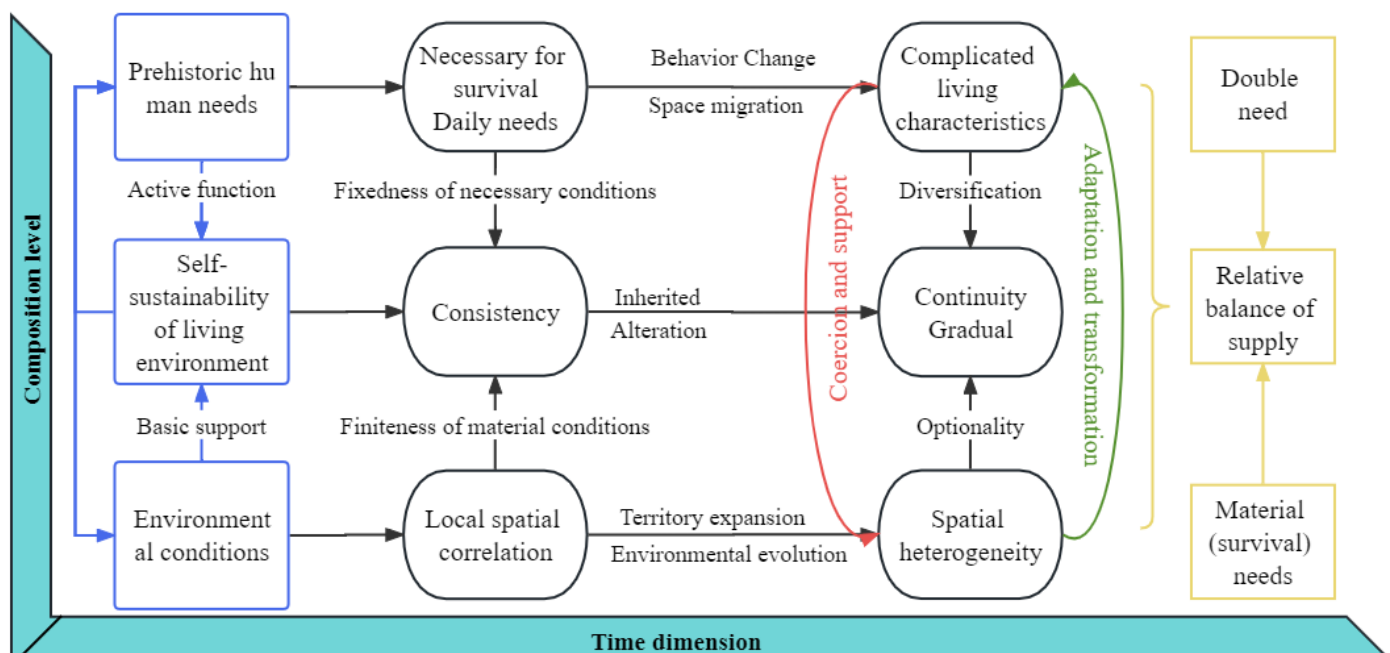 Composition level
Prehistoric hu
man needs
Active function
Self-
sustainability
of living
environment
Basic support
Environment
al conditions
Necessary for
survival
Daily needs
Fixedness of necessary conditions
Consistency
Finiteness of material conditions
Local spatial
correlation
Behavior Change
Space migration
Inherited
Alteration
Territory expansion
Environmental evolution
Coercion and support
Complicated
living
characteristics
Diversification
Continuity
Gradual
Optionality
Spatial
heterogeneity
Adaptation and transformation
Double
need
Relative
balance of
supply
Material
(survival)
needs
Time dimension